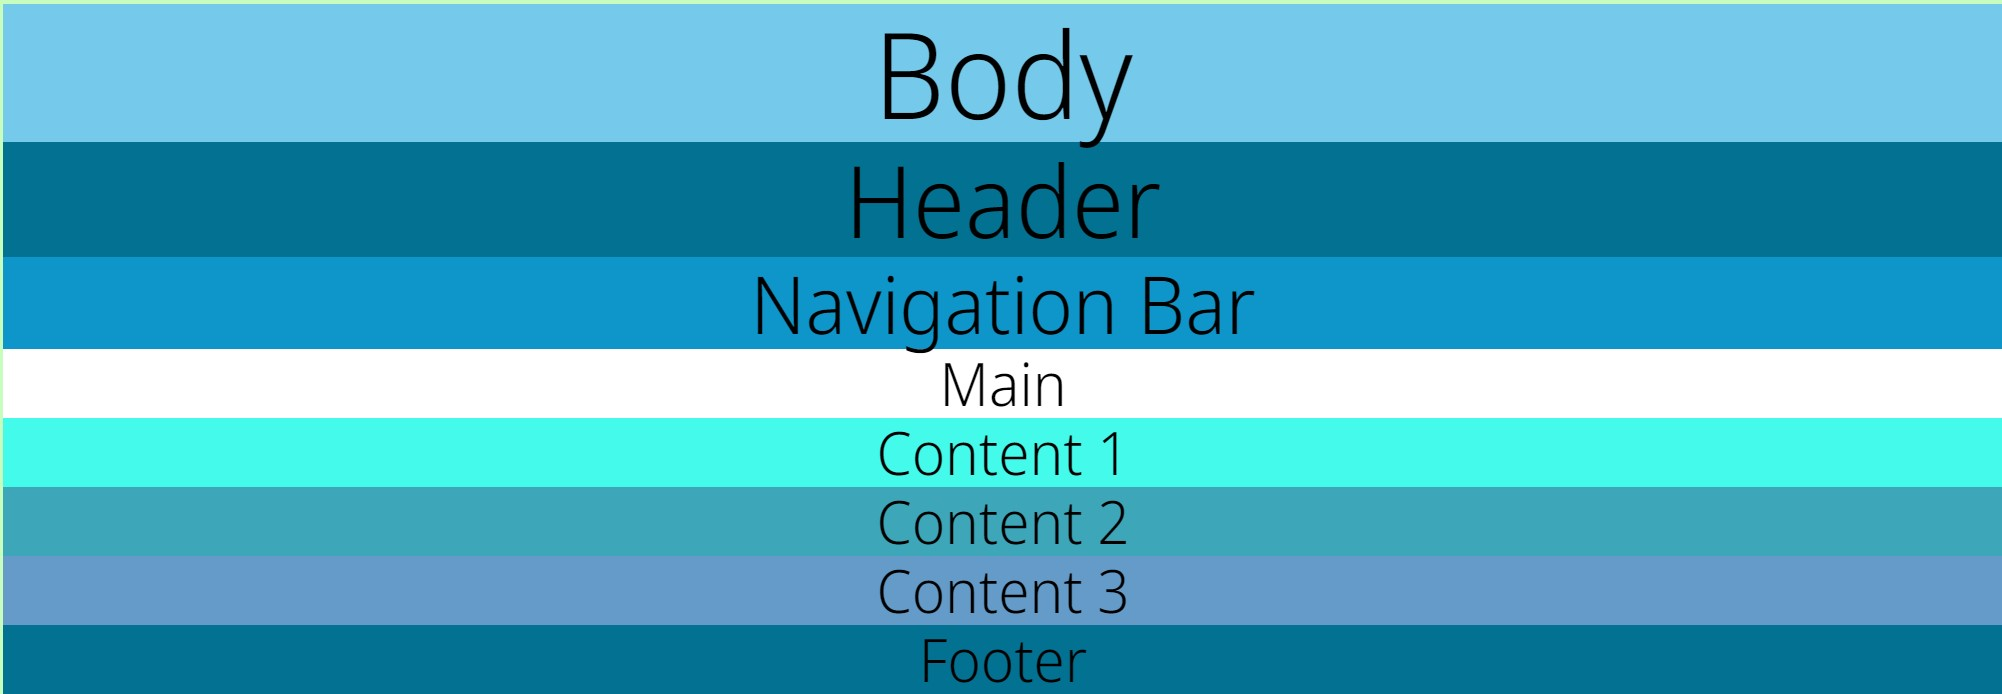 Body
Header
Navigation Bar
Main
Content 1
Content 2
Content 3
Footer